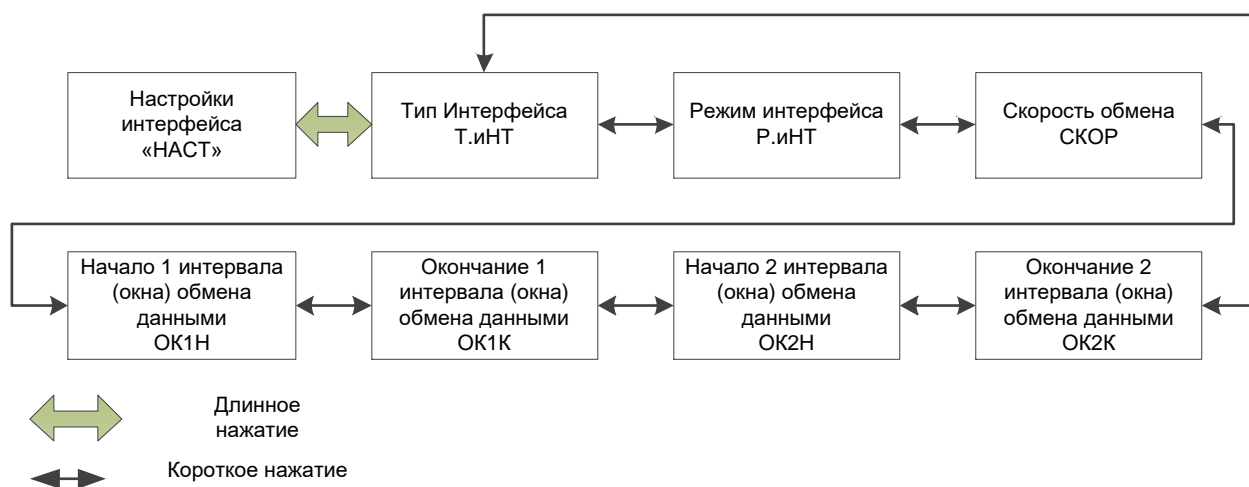 Настройки
интерфейса
«НАСТ»
Тип Интерфейса
Т.иНТ
Режим интерфейса
Р.иНТ
Скорость обмена
СКОР
Начало 1 интервала
(окна) обмена
данными
ОК1Н
Окончание 1
интервала (окна)
обмена данными
ОК1К
Начало 2 интервала
(окна) обмена
данными
ОК2Н
Окончание 2
интервала (окна)
обмена данными
ОК2К
Длинное
нажатие
Короткое нажатие